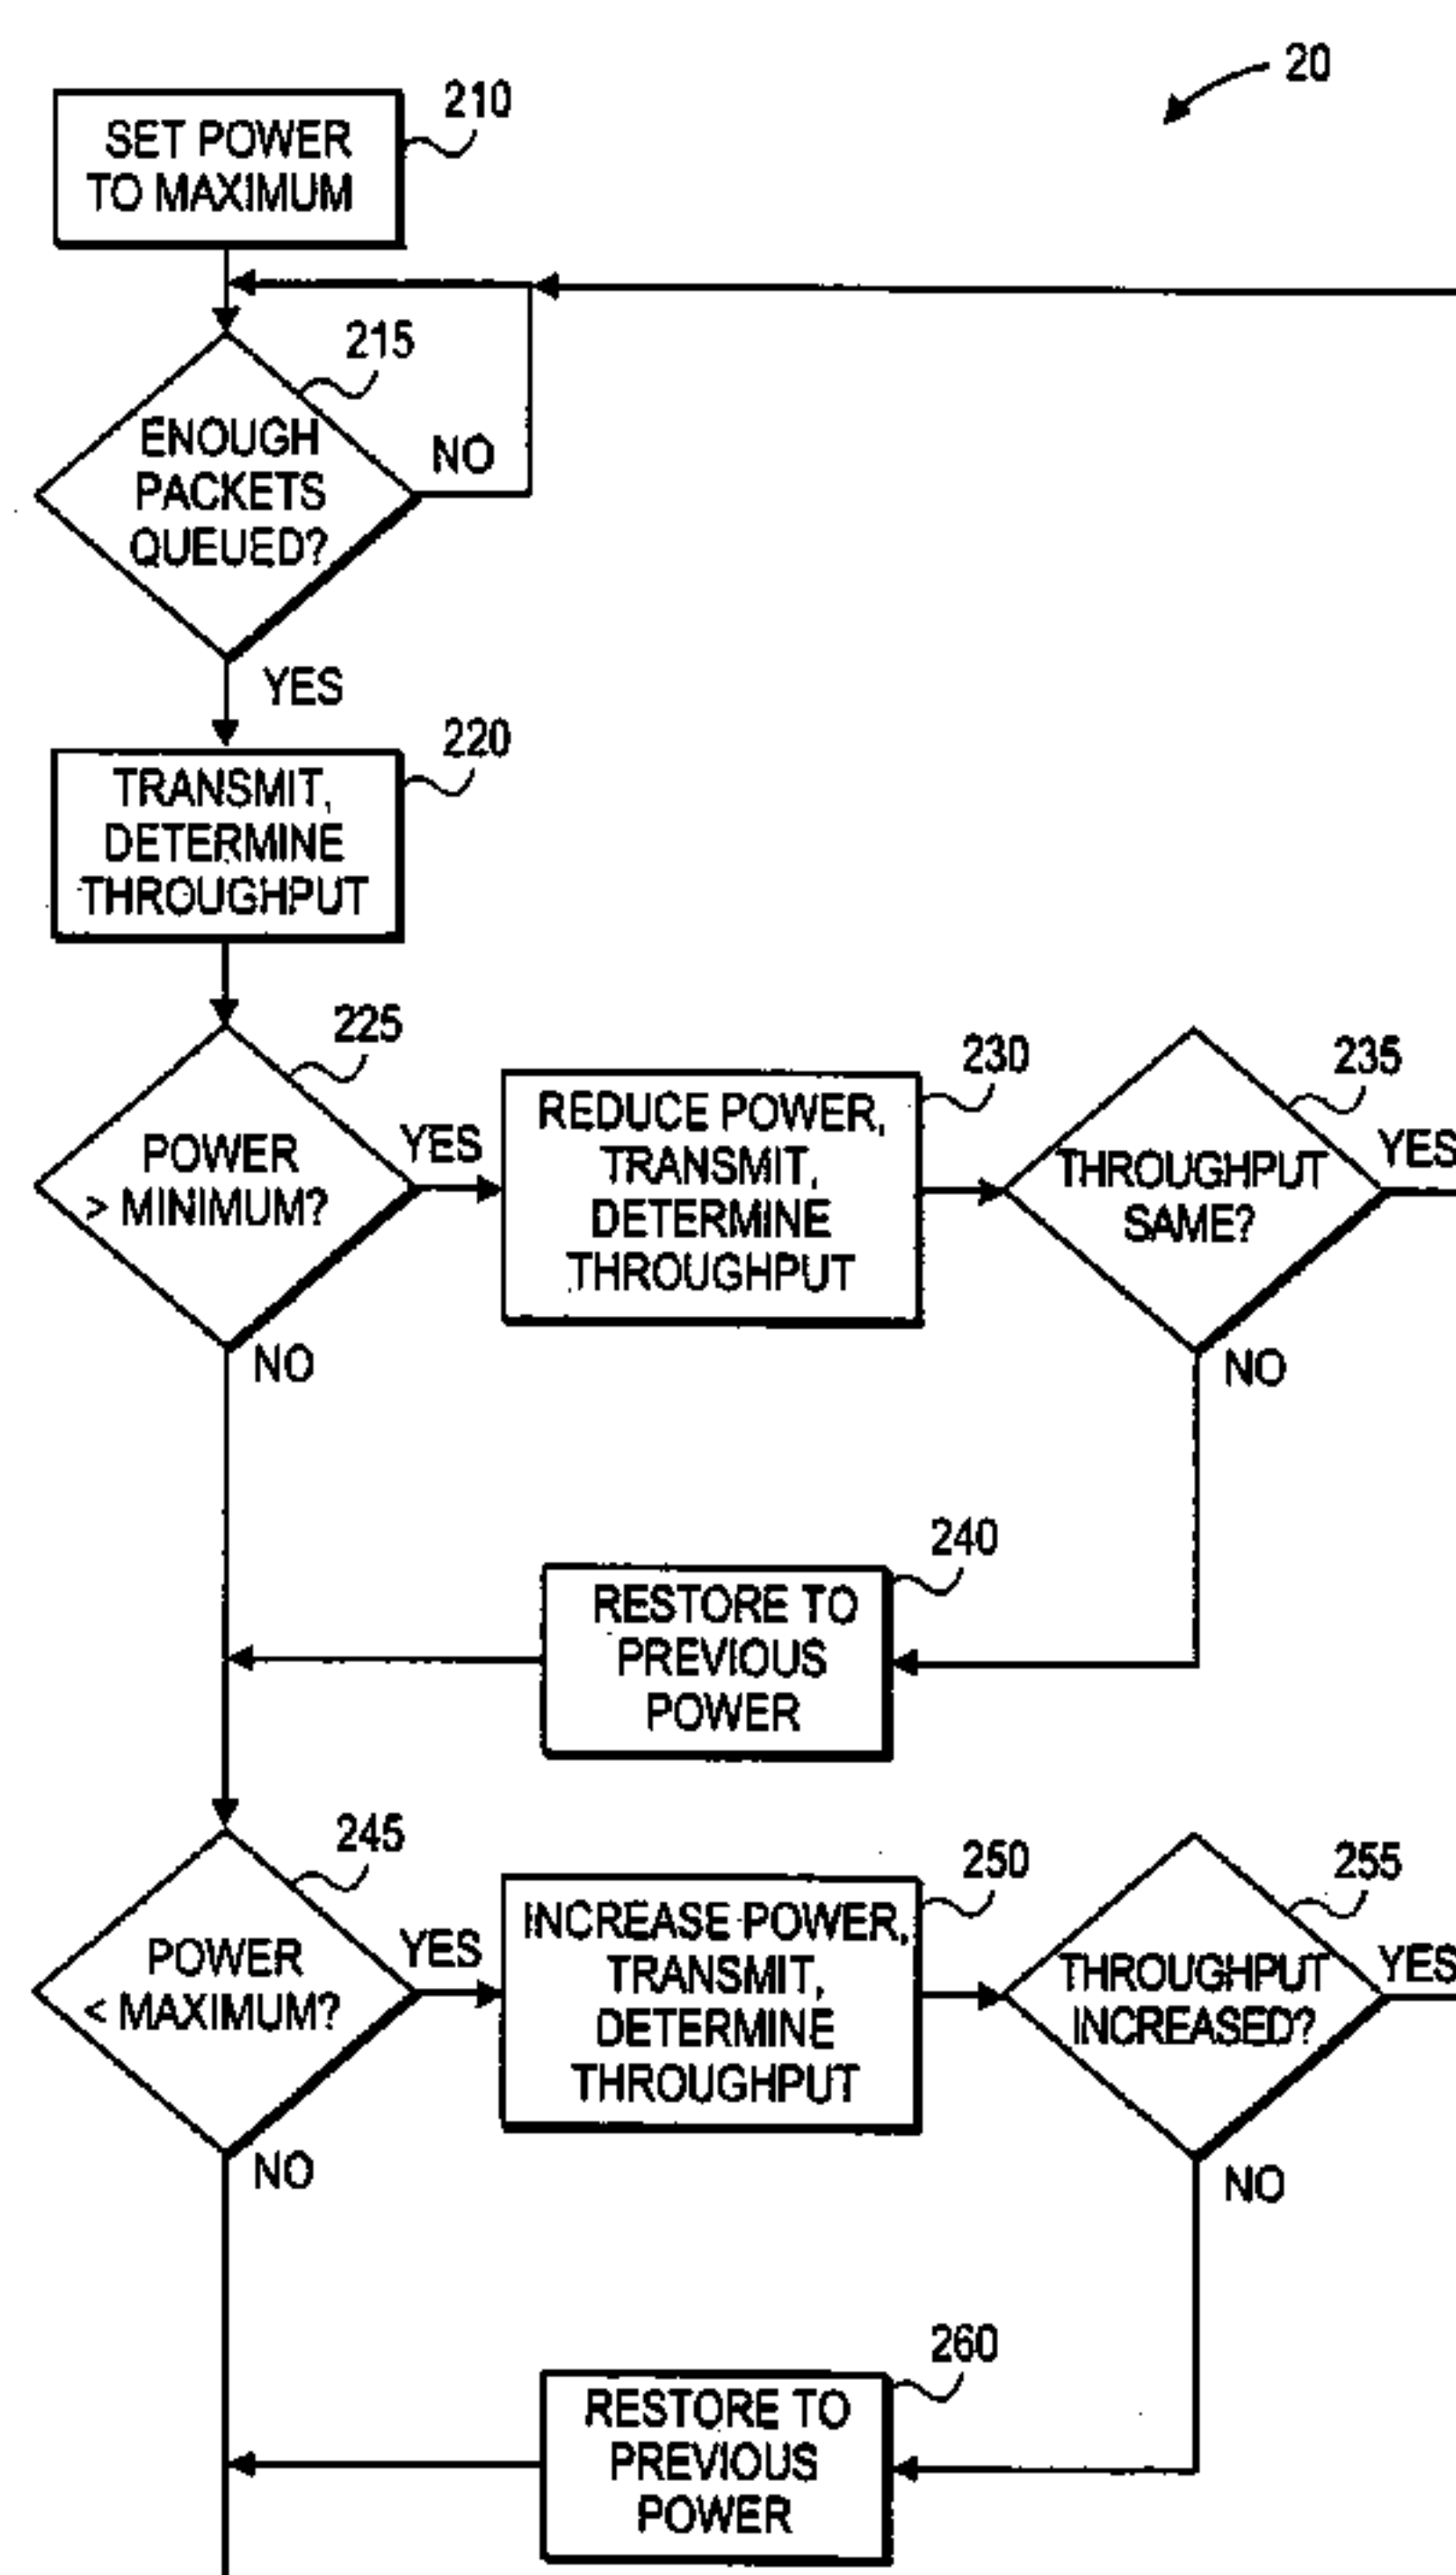 20
210
SET POWER
TO MAXIMUM
215
ENOUGH
PACKETS
QUEUED?
NO
YES
220
TRANSMIT,
DETERMINE
THROUGHPUT
225
POWER
> MINIMUM?
YES
NO
230
REDUCE POWER,
TRANSMIT,
DETERMINE
THROUGHPUT
235
THROUGHPUT
SAME?
YES
NO
240
RESTORE TO
PREVIOUS
POWER
245
POWER
< MAXIMUM?
YES
NO
250
INCREASE POWER,
TRANSMIT,
DETERMINE
THROUGHPUT
255
THROUGHPUT
INCREASED?
YES
NO
260
RESTORE TO
PREVIOUS
POWER